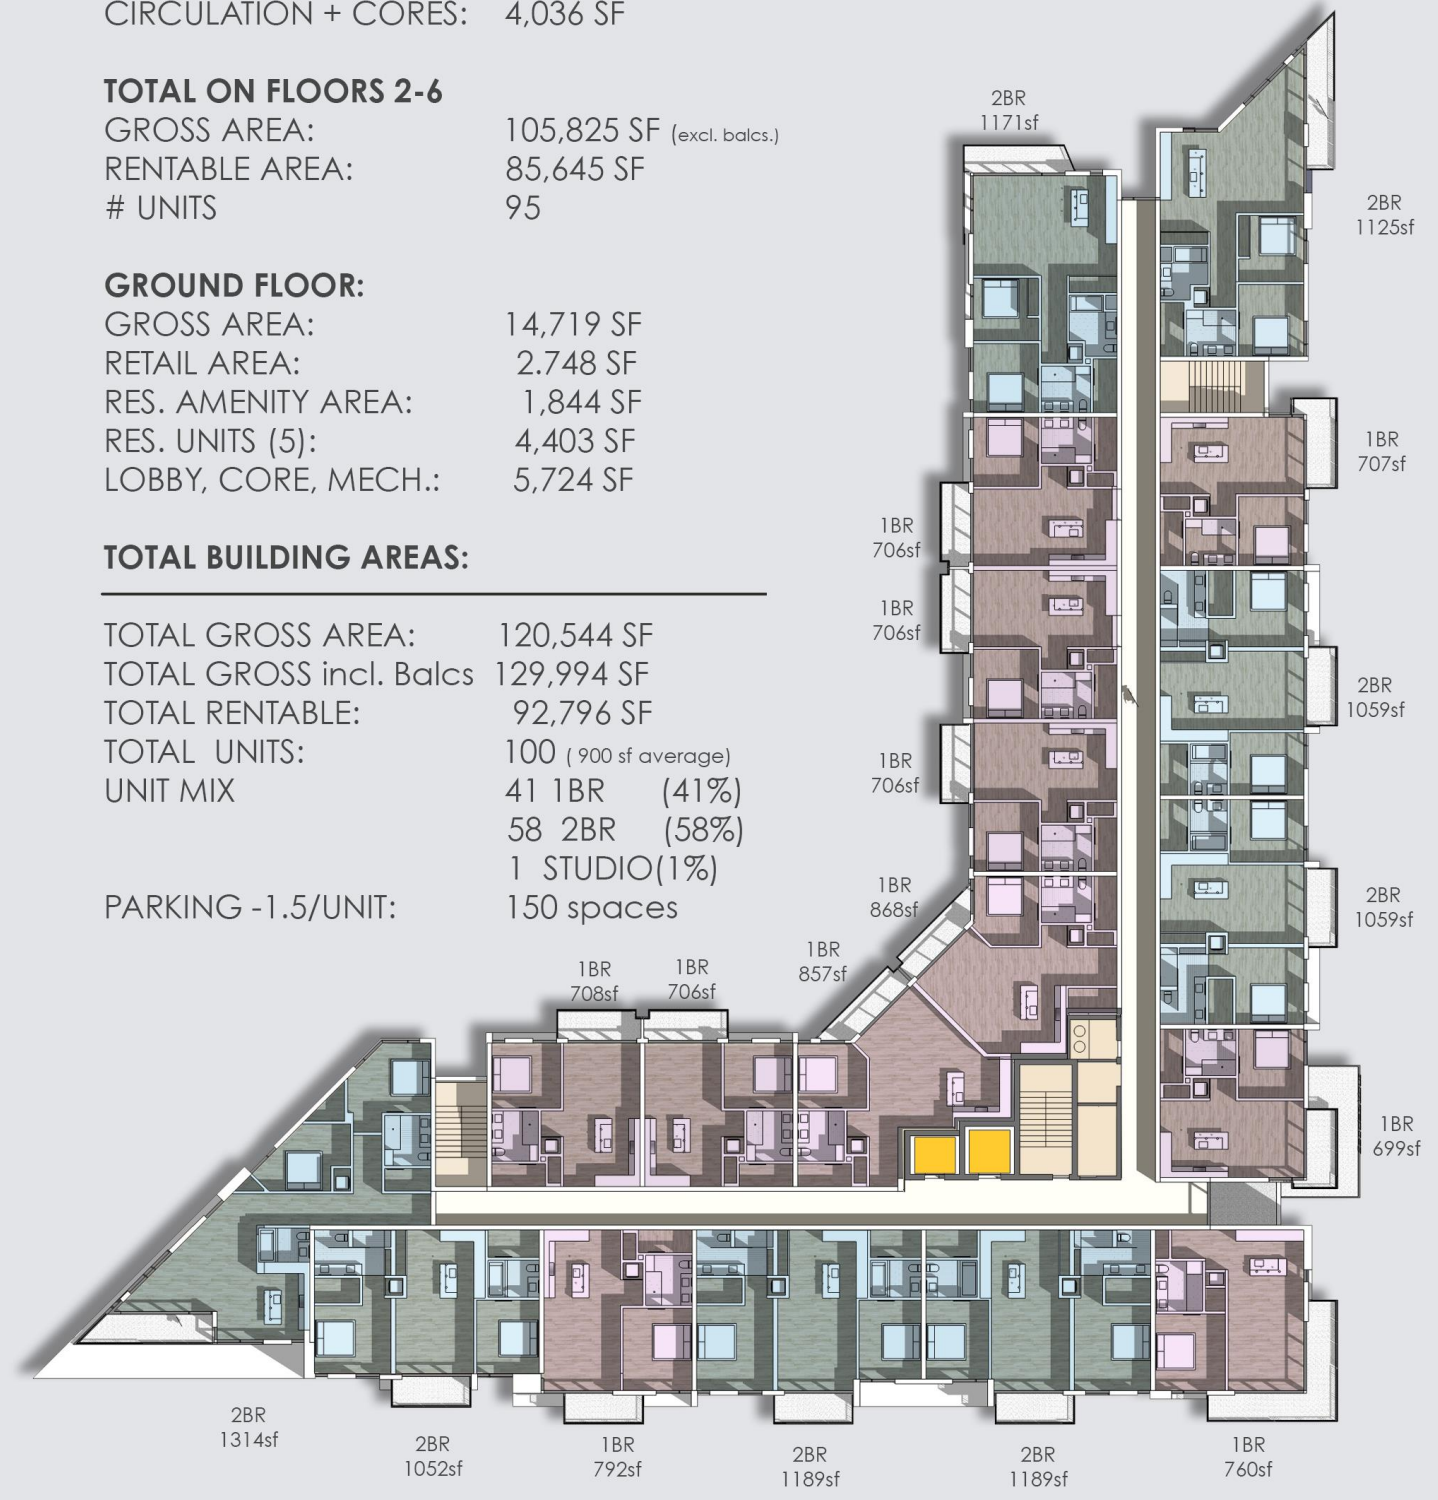 CIRCULATION + CORES: 4,036 SF
TOTAL ON FLOORS 2-6
GROSS AREA: 105,825 SF (excl. balcs.)
RENTABLE AREA: 85,645 SF
# UNITS 95
GROUND FLOOR:
GROSS AREA: 14,719 SF
RETAIL AREA: 2.748 SF
RES. AMENITY AREA: 1,844 SF
RES. UNITS (5): 4,403 SF
LOBBY, CORE, MECH.: 5,724 SF
TOTAL BUILDING AREAS:
TOTAL GROSS AREA: 120,544 SF
TOTAL GROSS incl. Balcs 129,994 SF
TOTAL RENTABLE: 92,796 SF
TOTAL UNITS: 100 ( 900 sf average)
UNIT MIX 41 1BR (41%)
58 2BR (58%)
1 STUDIO(1%)
PARKING -1.5/UNIT: 150 spaces
2BR
1171sf
2BR
1125sf
1BR
707sf
1BR
706sf
1BR
706sf
2BR
1059sf
1BR
706sf
1BR
868sf
2BR
1059sf
1BR
857sf
1BR
708sf
1BR
706sf
1BR
699sf
2BR
1314sf
2BR
1052sf
1BR
792sf
2BR
1189sf
2BR
1189sf
1BR
760sf